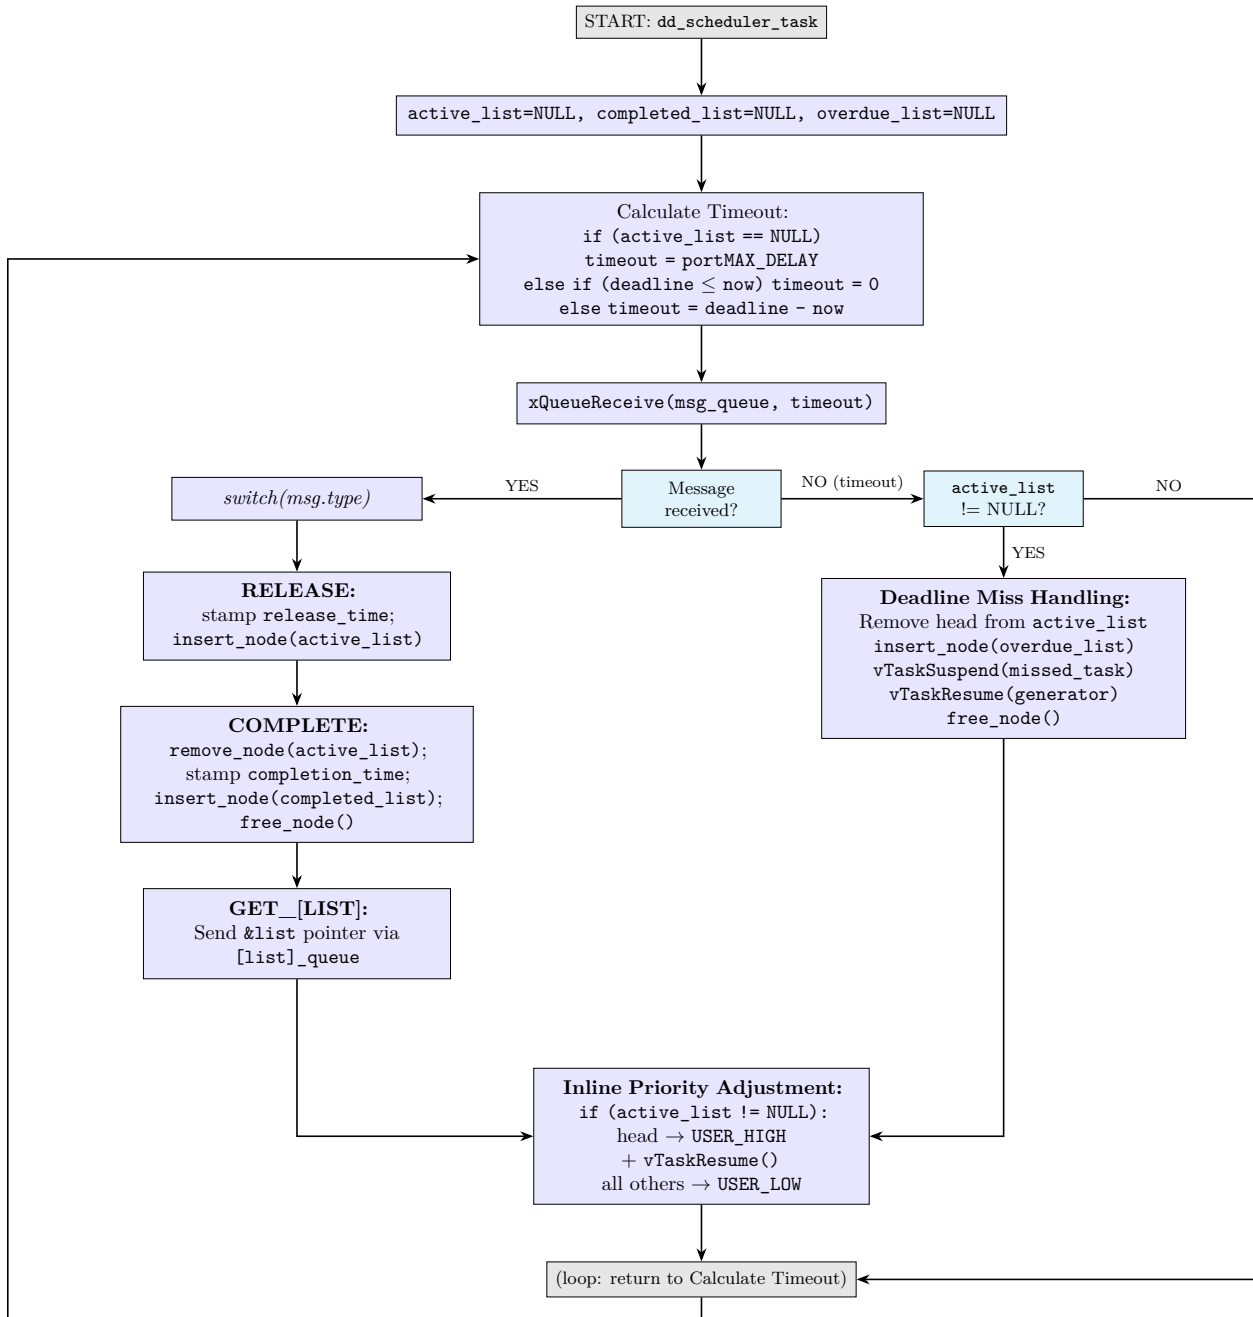 START: dd_scheduler_task
active_list=NULL, completed_list=NULL, overdue_list=NULL
Calculate Timeout:
if (active_list == NULL)
timeout = portMAX_DELAY
else if (deadline ≤ now) timeout = 0
else timeout = deadline - now
xQueueReceive(msg_queue, timeout)
switch(msg.type)
YES
Message
received?
NO (timeout)
active_list
!= NULL?
NO
YES
RELEASE:
stamp release_time;
insert_node(active_list)
Deadline Miss Handling:
Remove head from active_list
insert_node(overdue_list)
vTaskSuspend(missed_task)
vTaskResume(generator)
free_node()
COMPLETE:
remove_node(active_list);
stamp completion_time;
insert_node(completed_list);
free_node()
GET_[LIST]:
Send &list pointer via
[list]_queue
Inline Priority Adjustment:
if (active_list != NULL):
head → USER_HIGH
+ vTaskResume()
all others → USER_LOW
(loop: return to Calculate Timeout)